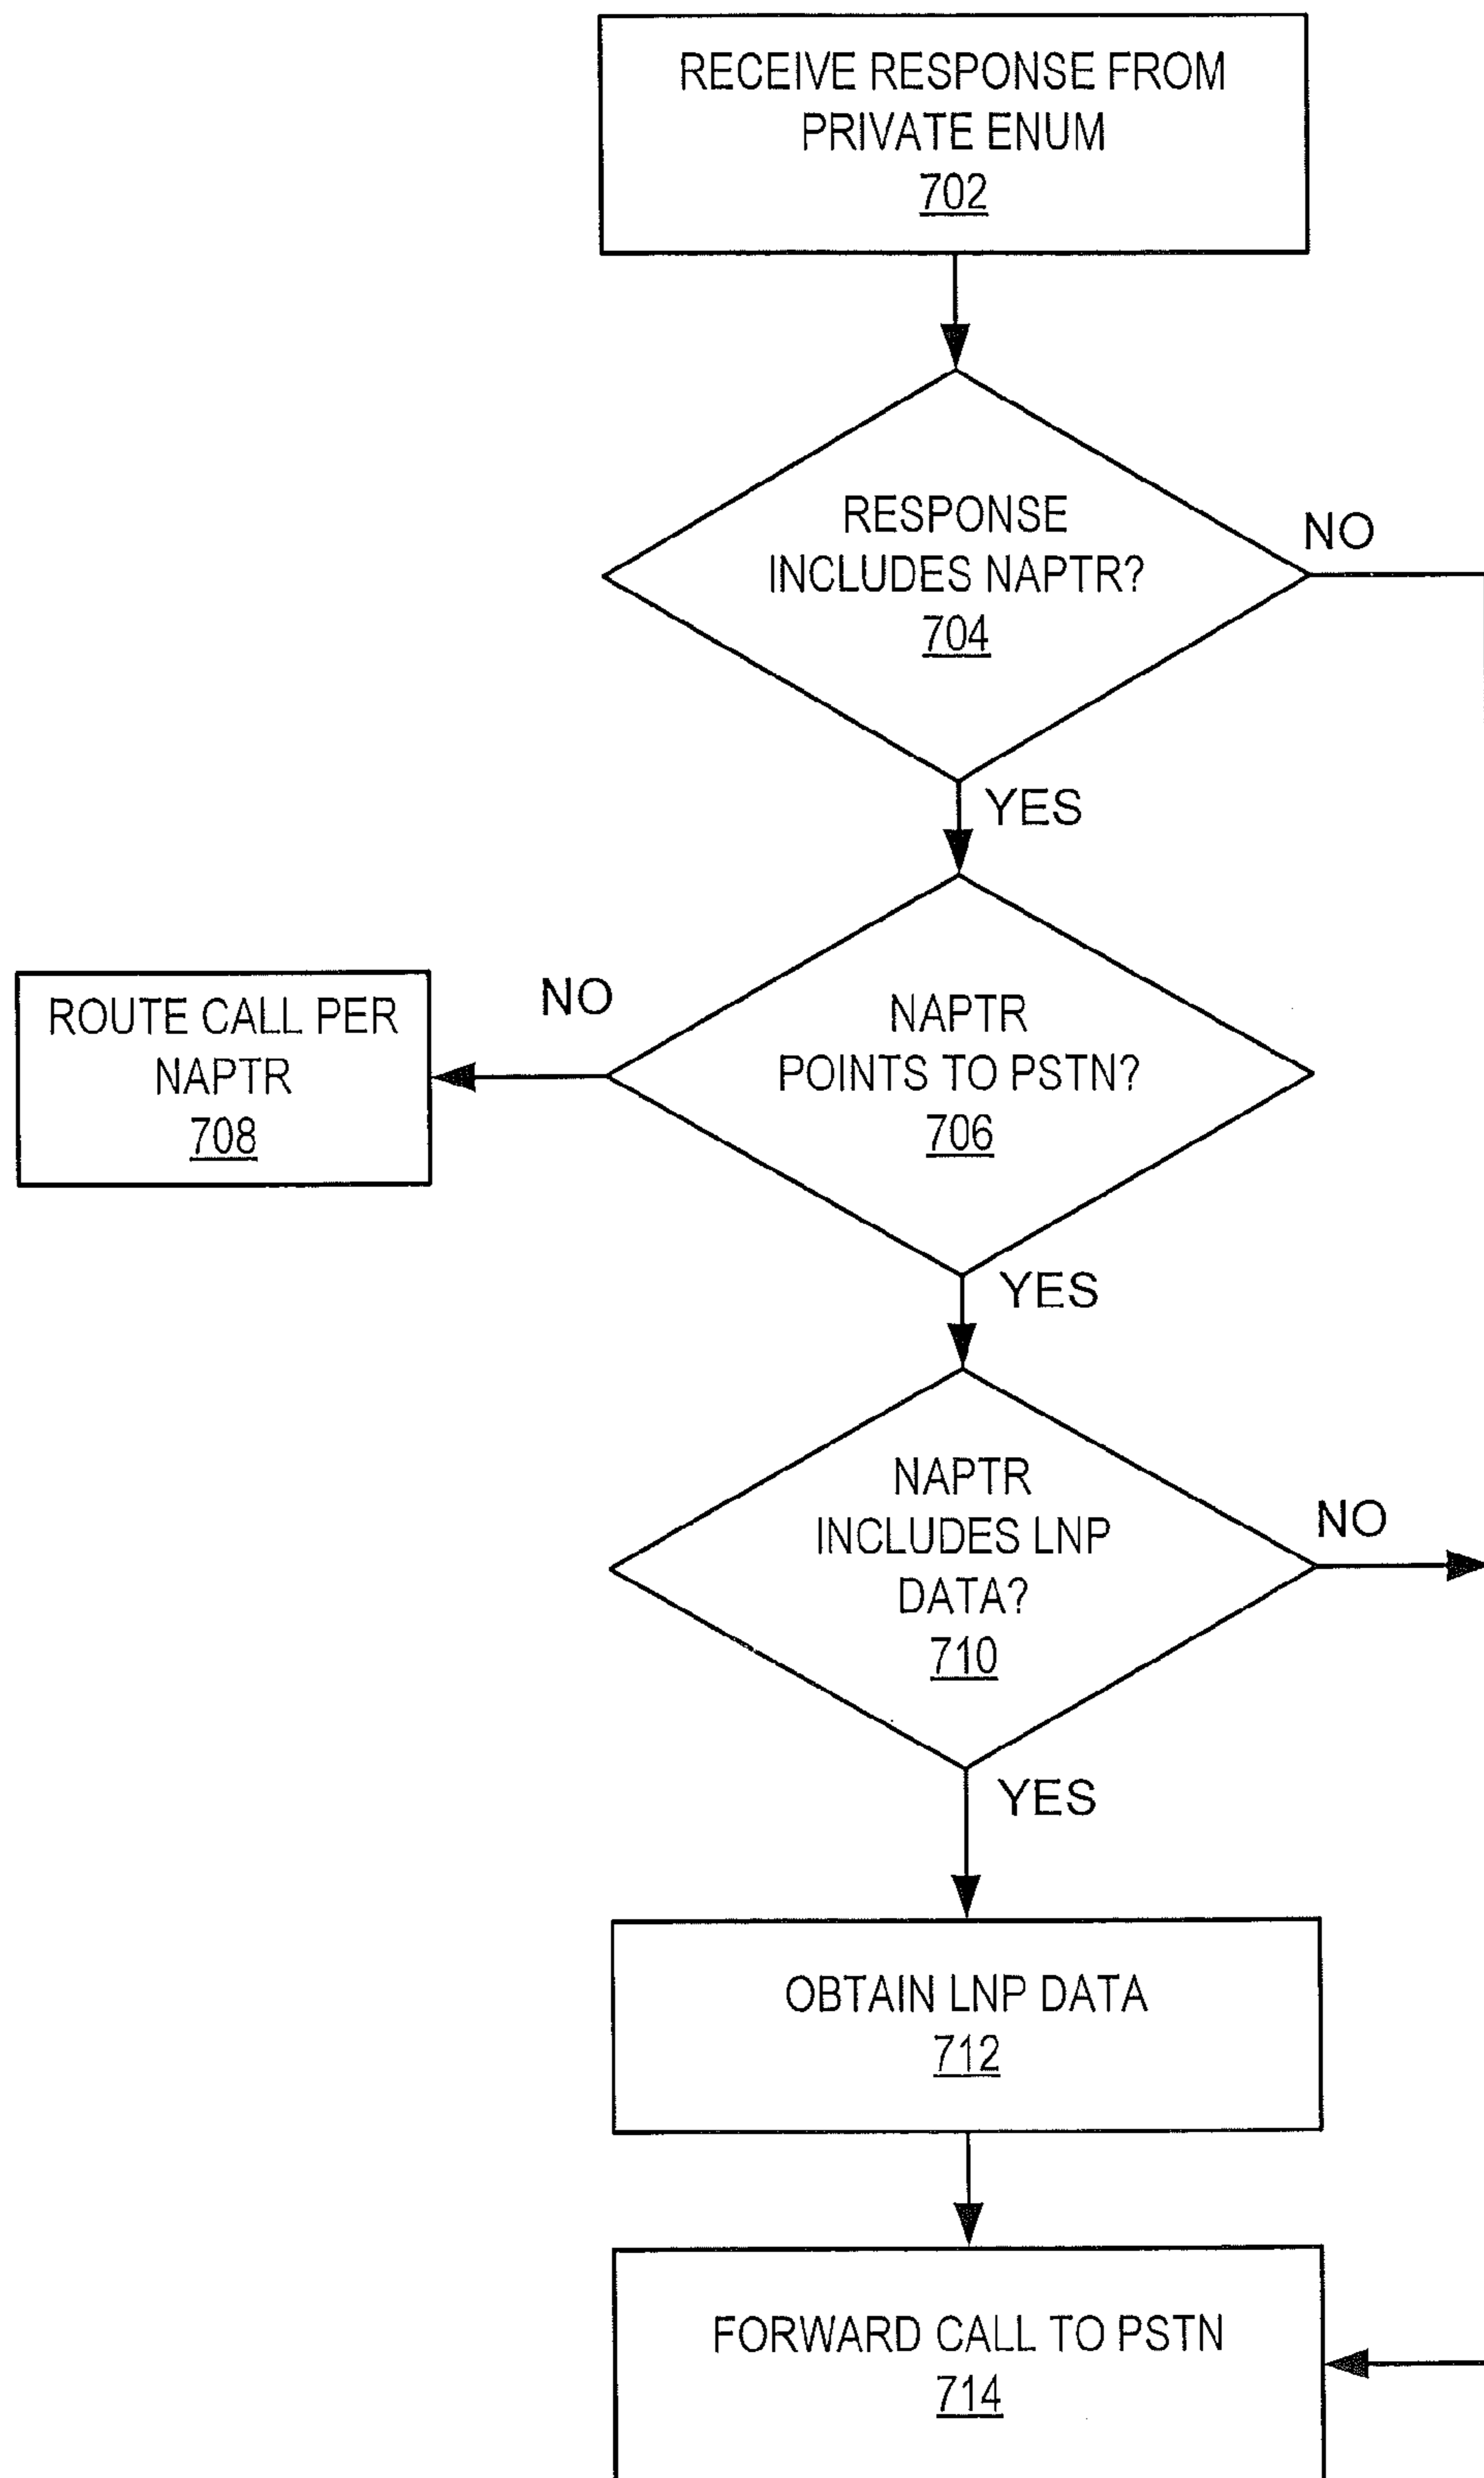 RECEIVE RESPONSE FROM
PRIVATE ENUM
702
RESPONSE
INCLUDES NAPTR?
704
NO
YES
ROUTE CALL PER
NAPTR
708
NO
NAPTR
POINTS TO PSTN?
706
YES
NAPTR
INCLUDES LNP
DATA?
710
NO
YES
OBTAIN LNP DATA
712
FORWARD CALL TO PSTN
714